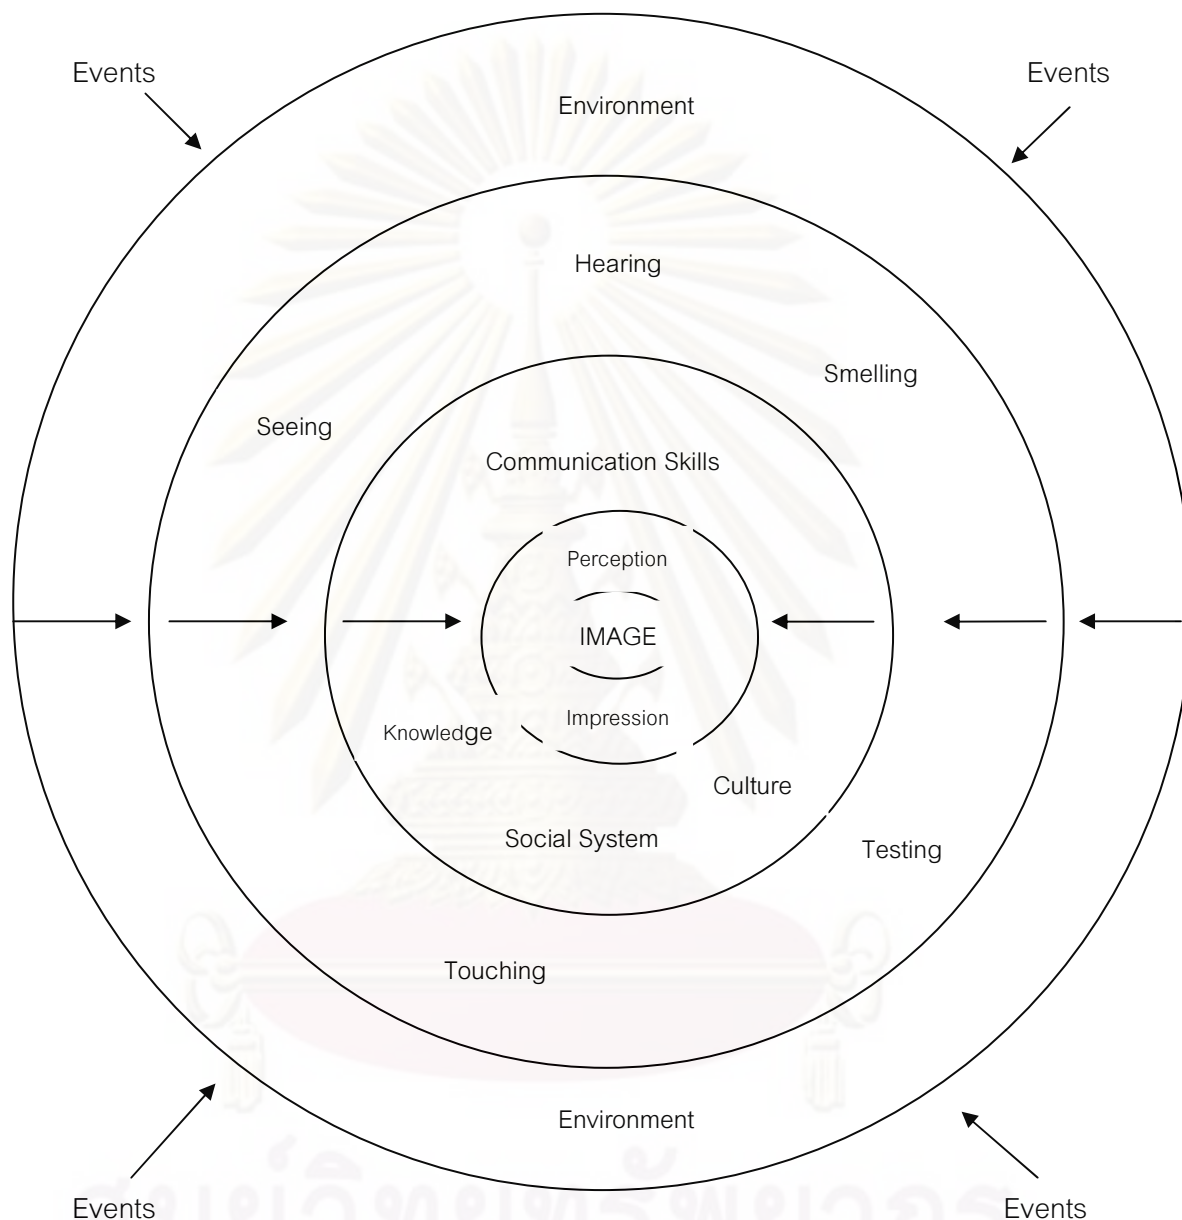 Events
Events
Environment
Hearing
Smelling
Seeing
Communication Skills
Perception
IMAGE
Impression
Knowledge
Culture
Social System
Testing
Touching
Environment
Events
Events